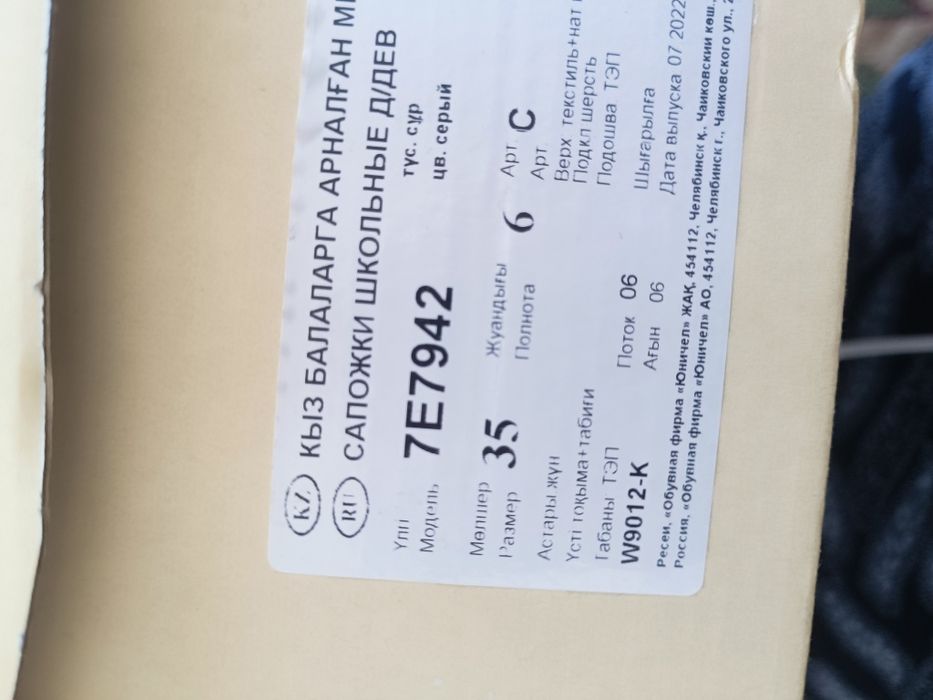 KZ КЫЗ БАЛАЛАРҒА АРНАЛҒАН
RU САПОЖКИ ШКОЛЬНЫЕ Д/ДЕВ
Үлгі түс. сұр
Модель 7E7942 цв. серый
Мөлшер 35 Жуандығы 6 Арт.
Размер Полнота Арт. С
Астары жүн Верх текстиль+нат
Үсті тоқыма+табиғи Подкл шерсть
Табаны ТЭП Подошва ТЭП
W9012-K Поток 06 Шығарылға
Ағын 06 Дата выпуска 07 2022
Ресей, «Обувная фирма «Юничел» ЖАҚ, 454112, Челябінск қ., Чайковский көш.,
Россия, «Обувная фирма «Юничел» АО, 454112, Челябинск г., Чайковского ул.,